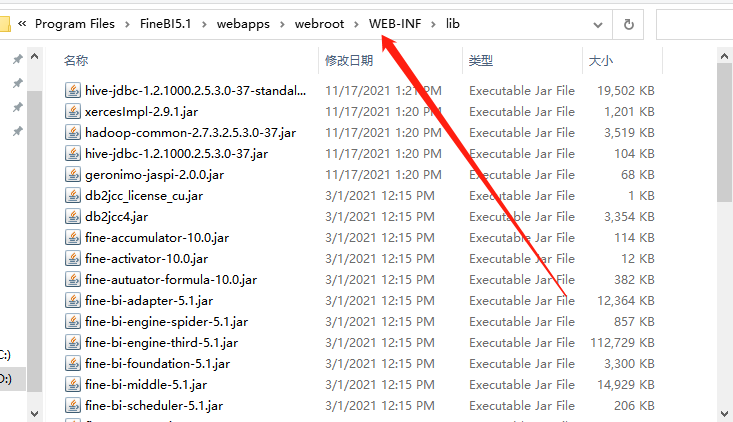 « Program Files › FineBI5.1 › webapps › webroot › WEB-INF › lib
名称 修改日期 类型 大小
hive-jdbc-1.2.1000.2.5.3.0-37-standal... 11/17/2021 1:21 PM Executable Jar File 19,502 KB
xercesImpl-2.9.1.jar 11/17/2021 1:20 PM Executable Jar File 1,201 KB
hadoop-common-2.7.3.2.5.3.0-37.jar 11/17/2021 1:20 PM Executable Jar File 3,519 KB
hive-jdbc-1.2.1000.2.5.3.0-37.jar 11/17/2021 1:20 PM Executable Jar File 104 KB
geronimo-jaspi-2.0.0.jar 11/17/2021 1:20 PM Executable Jar File 68 KB
db2jcc_license_cu.jar 3/1/2021 12:15 PM Executable Jar File 1 KB
db2jcc4.jar 3/1/2021 12:15 PM Executable Jar File 3,354 KB
fine-accumulator-10.0.jar 3/1/2021 12:15 PM Executable Jar File 114 KB
fine-activator-10.0.jar 3/1/2021 12:15 PM Executable Jar File 12 KB
fine-autuator-formula-10.0.jar 3/1/2021 12:15 PM Executable Jar File 382 KB
fine-bi-adapter-5.1.jar 3/1/2021 12:15 PM Executable Jar File 12,364 KB
fine-bi-engine-spider-5.1.jar 3/1/2021 12:15 PM Executable Jar File 857 KB
fine-bi-engine-third-5.1.jar 3/1/2021 12:15 PM Executable Jar File 112,729 KB
C:) fine-bi-foundation-5.1.jar 3/1/2021 12:15 PM Executable Jar File 3,300 KB
D:) fine-bi-middle-5.1.jar 3/1/2021 12:15 PM Executable Jar File 14,929 KB
fine-bi-scheduler-5.1.jar 3/1/2021 12:15 PM Executable Jar File 206 KB